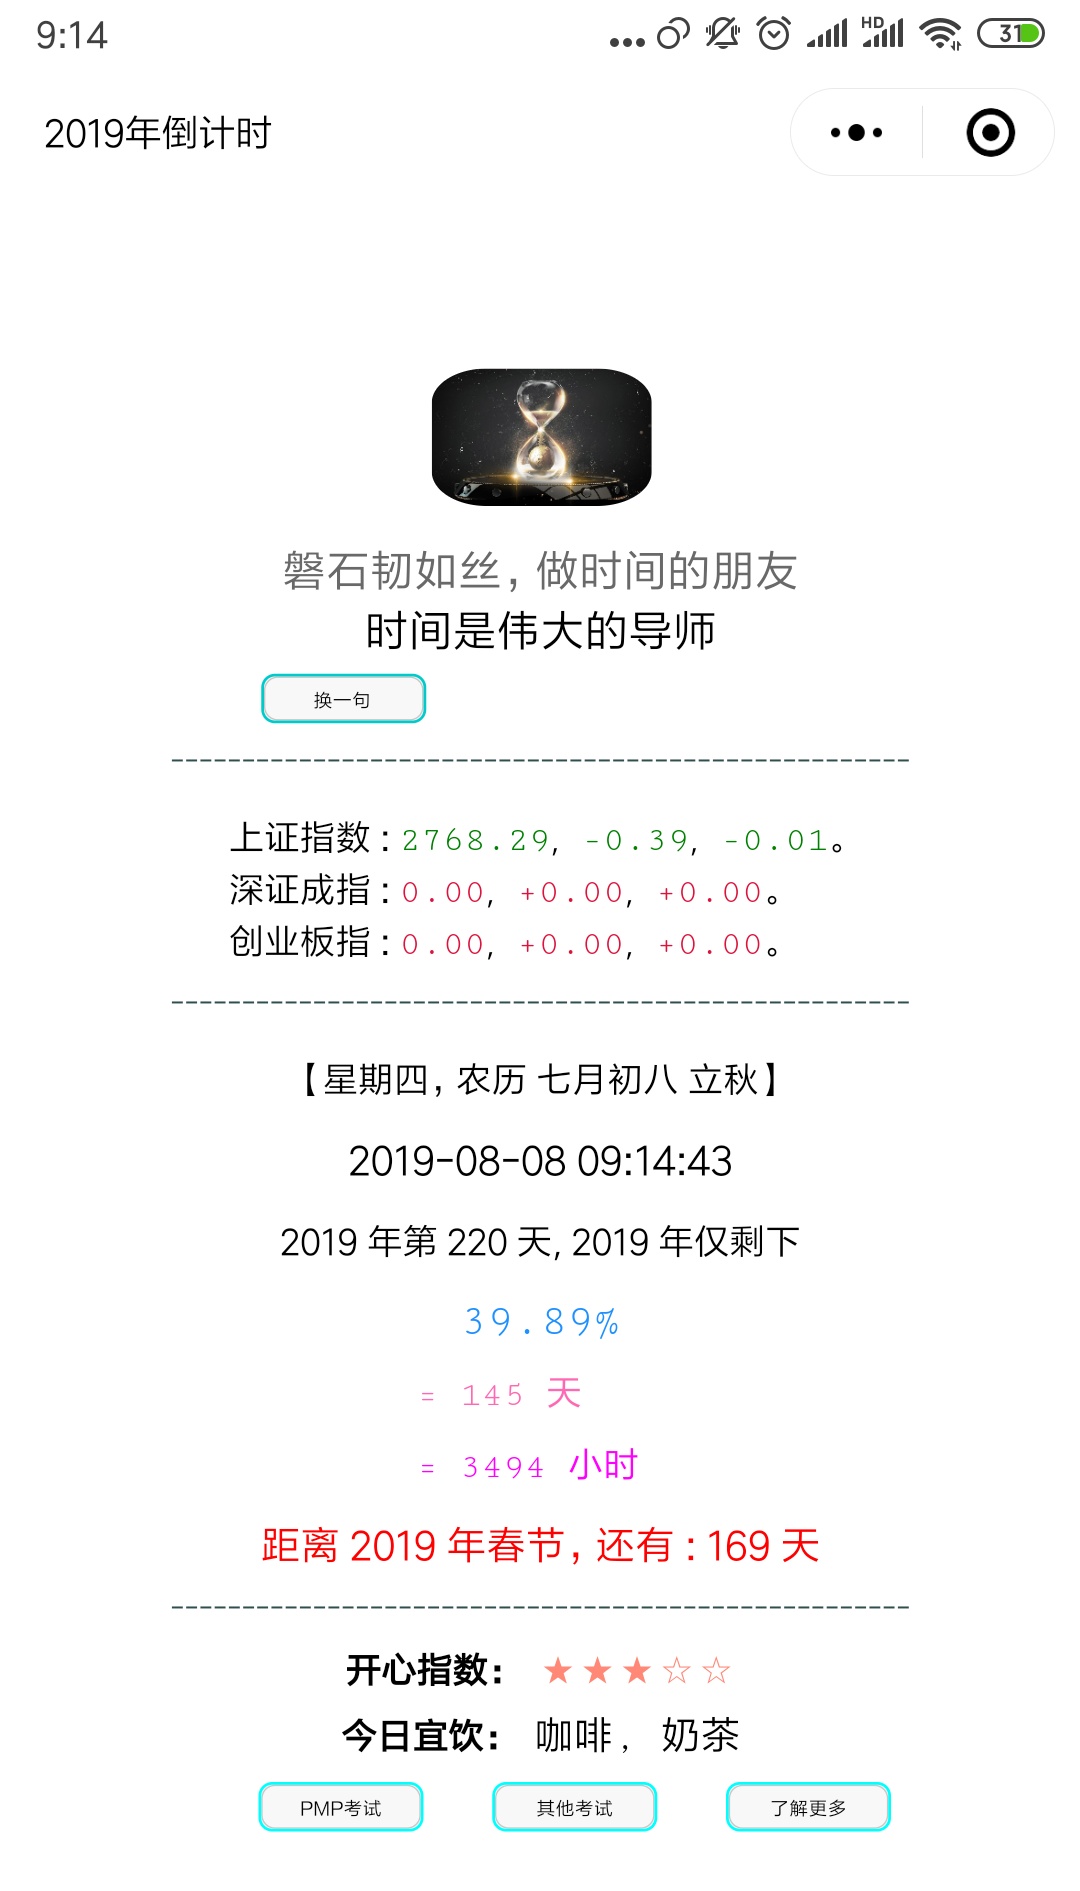 9:14
HD
31
2019年倒计时
磐石韧如丝，做时间的朋友
时间是伟大的导师
换一句
----------------------------------------------------
上证指数：2768.29, -0.39, -0.01。
深证成指：0.00, +0.00, +0.00。
创业板指：0.00, +0.00, +0.00。
----------------------------------------------------
【星期四，农历 七月初八 立秋】
2019-08-08 09:14:43
2019 年第 220 天, 2019 年仅剩下
39.89%
= 145 天
= 3494 小时
距离 2019 年春节，还有：169 天
----------------------------------------------------
开心指数： ★★★☆☆
今日宜饮： 咖啡, 奶茶
PMP考试 其他考试 了解更多